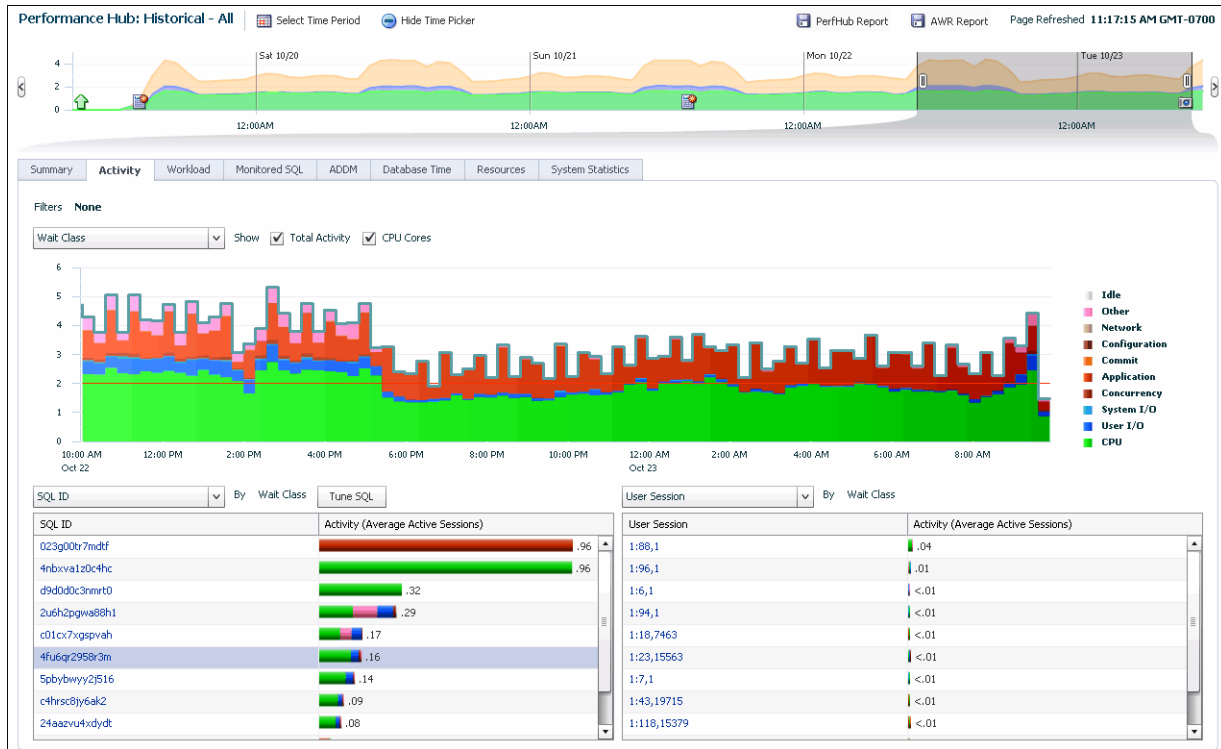 Performance Hub: Historical - All Select Time Period Hide Time Picker PerfHub Report AWR Report Page Refreshed 11:17:15 AM GMT-0700
Sat 10/20 Sun 10/21 Mon 10/22 Tue 10/23
4
2
0
12:00AM 12:00AM 12:00AM 12:00AM
Summary Activity Workload Monitored SQL ADDM Database Time Resources System Statistics
Filters None
Wait Class Show Total Activity CPU Cores
6
5
4
3
2
1
0
Idle
Other
Network
Configuration
Commit
Application
Concurrency
System I/O
User I/O
CPU
10:00 AM 12:00 PM 2:00 PM 4:00 PM 6:00 PM 8:00 PM 10:00 PM 12:00 AM 2:00 AM 4:00 AM 6:00 AM 8:00 AM
Oct 22 Oct 23
SQL ID By Wait Class Tune SQL User Session By Wait Class
SQL ID Activity (Average Active Sessions) User Session Activity (Average Active Sessions)
023g00tr7mdtf .96 1:88,1 .04
4nbxva1z0c4hc .96 1:96,1 .01
d9d0d0c3nmrt0 .32 1:6,1 <.01
2u6h2pgwa88h1 .29 1:94,1 <.01
c01cx7xgspvah .17 1:18,7463 <.01
4fu6qr2958r3m .16 1:23,15563 <.01
5pbybwyy2j516 .14 1:7,1 <.01
c4hrsc8jy6ak2 .09 1:43,19715 <.01
24aazvu4xdydt .08 1:118,15379 <.01